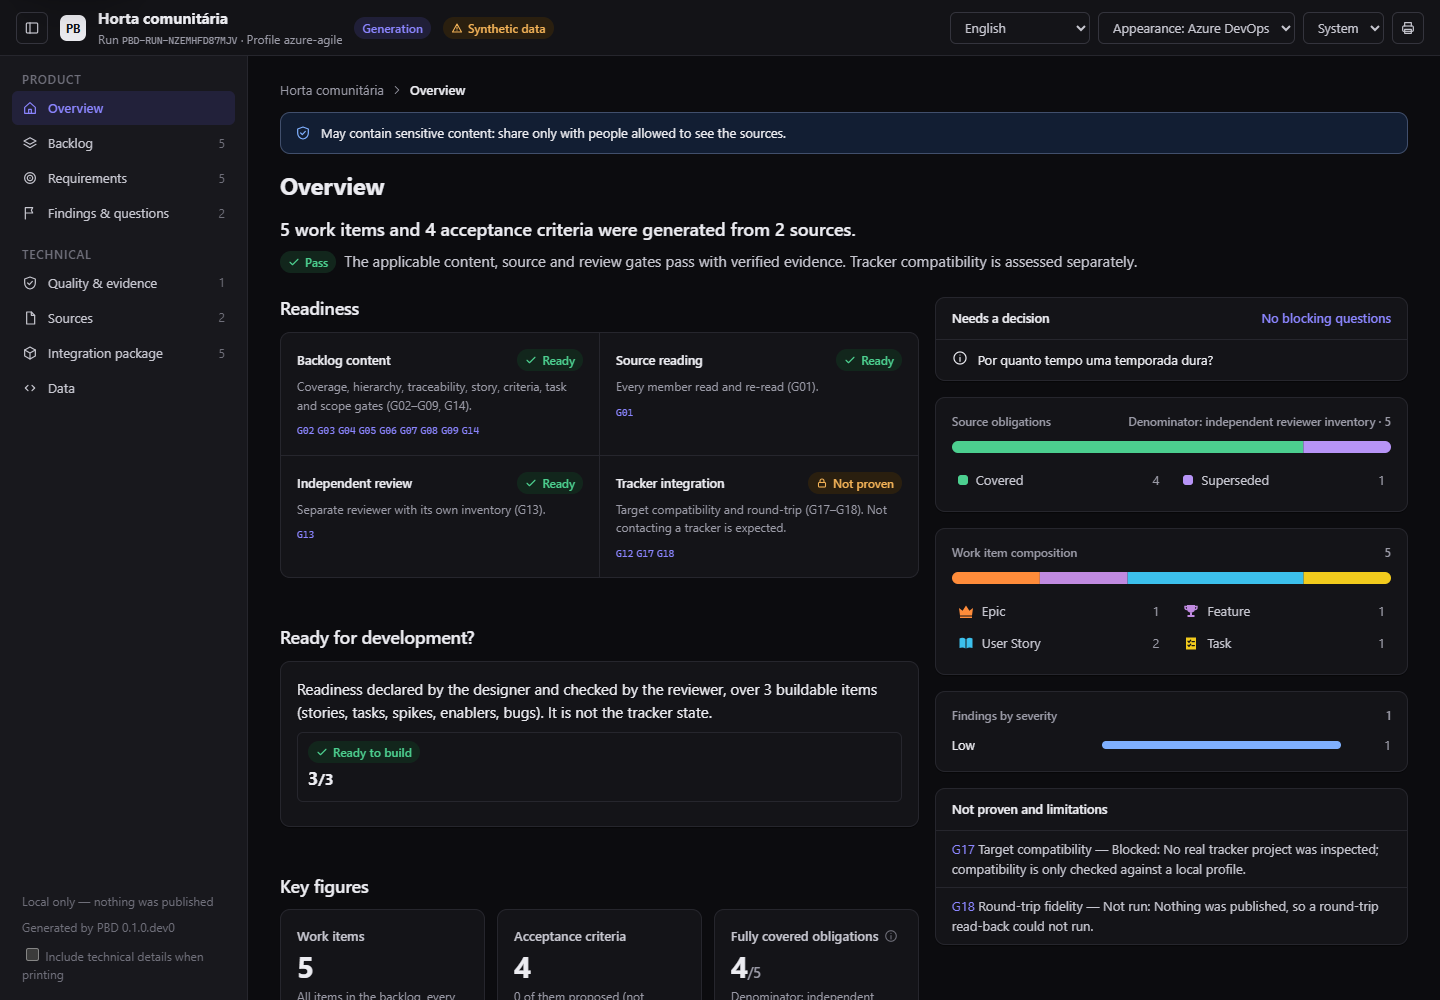 PB
Horta comunitária
Run PBD-RUN-NZEMHFD87MJV · Profile azure-agile
Generation
Synthetic data
English
Appearance: Azure DevOps
System
PRODUCT
Overview
Backlog 5
Requirements 5
Findings & questions 2
TECHNICAL
Quality & evidence 1
Sources 2
Integration package 5
Data
Local only — nothing was published
Generated by PBD 0.1.0.dev0
Include technical details when
printing
Horta comunitária > Overview
May contain sensitive content: share only with people allowed to see the sources.
Overview
5 work items and 4 acceptance criteria were generated from 2 sources.
Pass The applicable content, source and review gates pass with verified evidence. Tracker compatibility is assessed separately.
Readiness
Backlog content Ready
Coverage, hierarchy, traceability, story, criteria, task
and scope gates (G02–G09, G14).
G02 G03 G04 G05 G06 G07 G08 G09 G14
Source reading Ready
Every member read and re-read (G01).
G01
Independent review Ready
Separate reviewer with its own inventory (G13).
G13
Tracker integration Not proven
Target compatibility and round-trip (G17–G18). Not
contacting a tracker is expected.
G12 G17 G18
Ready for development?
Readiness declared by the designer and checked by the reviewer, over 3 buildable items
(stories, tasks, spikes, enablers, bugs). It is not the tracker state.
Ready to build
3/3
Key figures
Work items
5
All items in the backlog, every
Acceptance criteria
4
0 of them proposed (not
Fully covered obligations
4/5
Denominator: independent
Needs a decision No blocking questions
Por quanto tempo uma temporada dura?
Source obligations Denominator: independent reviewer inventory · 5
Covered 4 Superseded 1
Work item composition 5
Epic 1 Feature 1
User Story 2 Task 1
Findings by severity 1
Low 1
Not proven and limitations
G17 Target compatibility — Blocked: No real tracker project was inspected;
compatibility is only checked against a local profile.
G18 Round-trip fidelity — Not run: Nothing was published, so a round-trip
read-back could not run.